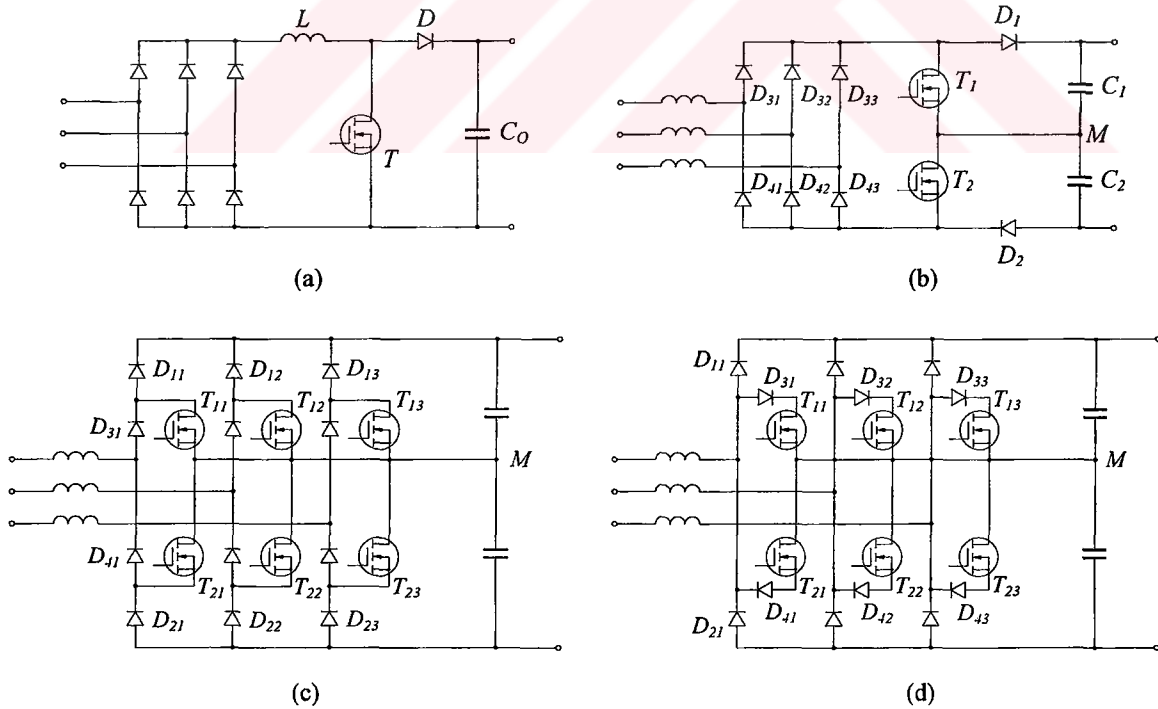 L
D
T
C_O
(a)
D_1
T_1
C_1
D_31
D_32
D_33
M
D_41
D_42
D_43
T_2
C_2
D_2
(b)
D_11
D_12
D_13
T_11
T_12
T_13
D_31
M
D_41
T_21
T_22
T_23
D_21
D_22
D_23
(c)
D_11
D_31
D_32
D_33
T_11
T_12
T_13
M
T_21
T_22
T_23
D_21
D_41
D_42
D_43
(d)